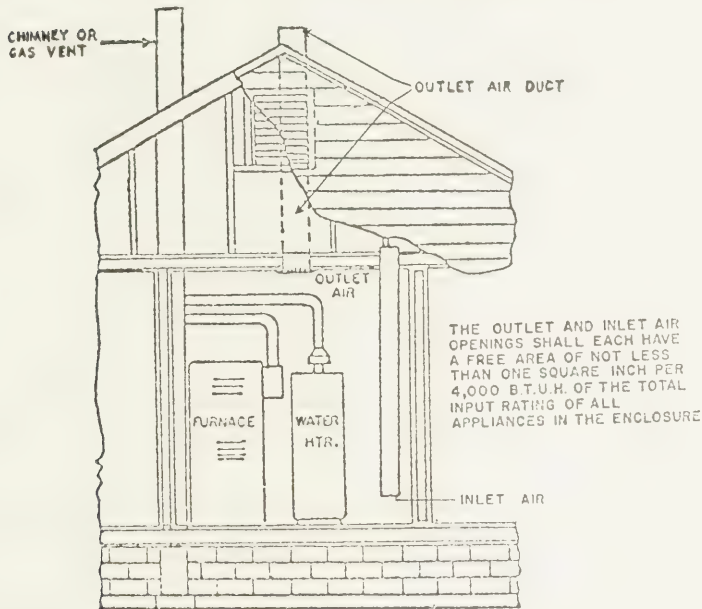 CHIMNEY OR
GAS VENT
OUTLET AIR DUCT
OUTLET
AIR
THE OUTLET AND INLET AIR
OPENINGS SHALL EACH HAVE
A FREE AREA OF NOT LESS
THAN ONE SQUARE INCH PER
4,000 B.T.U.H. OF THE TOTAL
INPUT RATING OF ALL
APPLIANCES IN THE ENCLOSURE
FURNACE
WATER
HTR.
INLET AIR